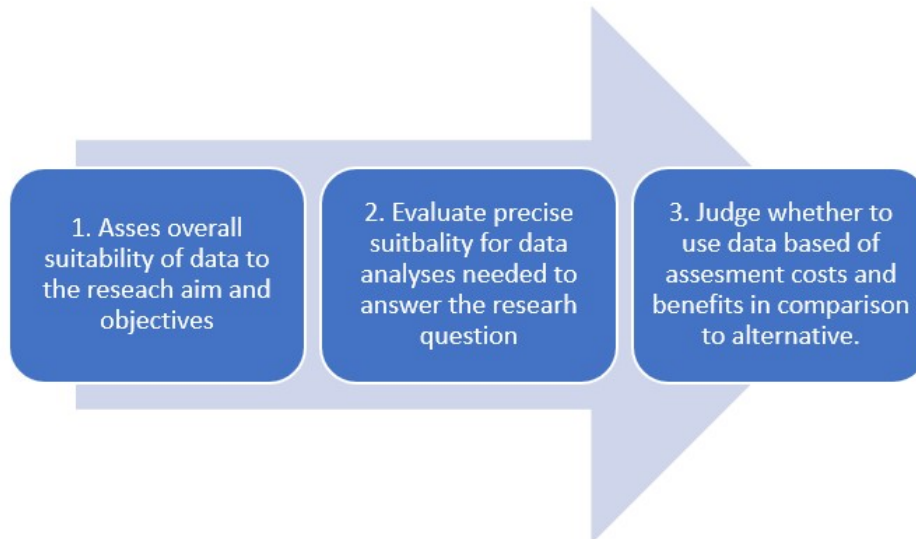 1. Asses overall
suitability of data to
the reseach aim and
objectives
2. Evaluate precise
suitbality for data
analyses needed to
answer the researh
question
3. Judge whether to
use data based of
assesment costs and
benefits in comparison
to alternative.